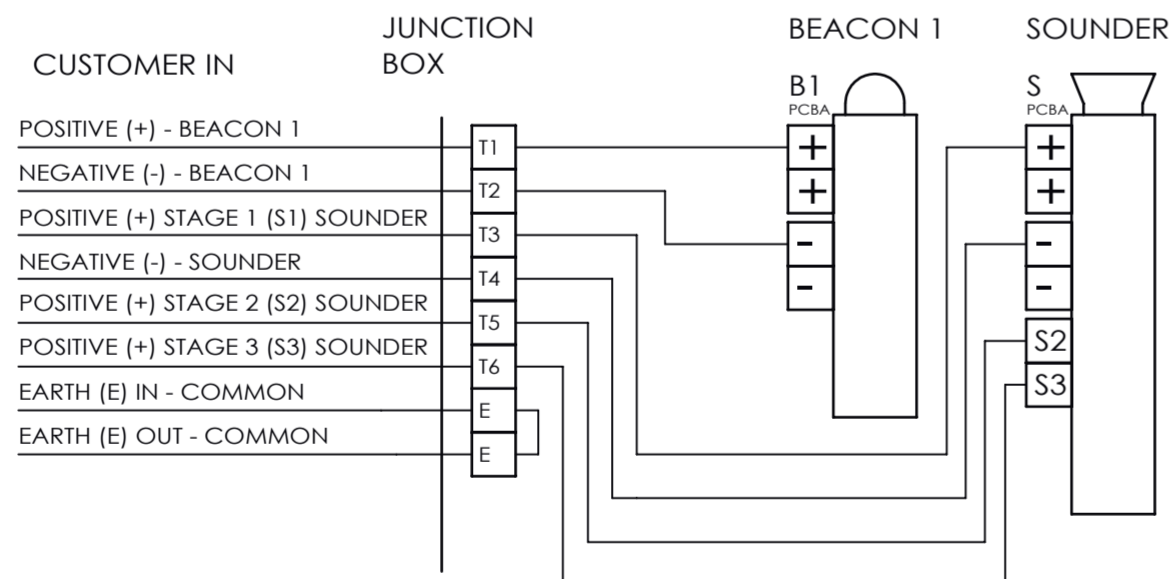 JUNCTION
BOX
BEACON 1
SOUNDER
CUSTOMER IN
B1
PCBA
S
PCBA
POSITIVE (+) - BEACON 1
T1
+
+
NEGATIVE (-) - BEACON 1
T2
+
+
POSITIVE (+) STAGE 1 (S1) SOUNDER
T3
-
-
NEGATIVE (-) - SOUNDER
T4
-
-
POSITIVE (+) STAGE 2 (S2) SOUNDER
T5
S2
POSITIVE (+) STAGE 3 (S3) SOUNDER
T6
S3
EARTH (E) IN - COMMON
E
EARTH (E) OUT - COMMON
E